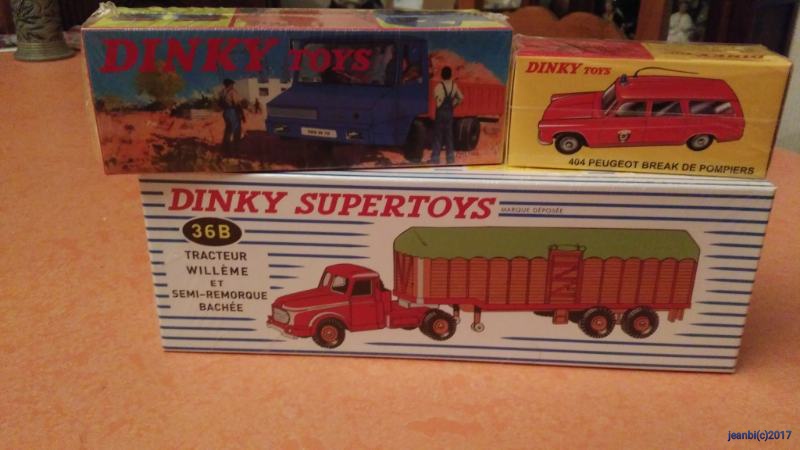 DINKY TOYS
DINKY TOYS
404 PEUGEOT BREAK DE POMPIERS
DINKY SUPERTOYS MARQUE DÉPOSÉE
36B
TRACTEUR
WILLÈME
ET
SEMI-REMORQUE
BACHÉE
jeanbi(c)2017